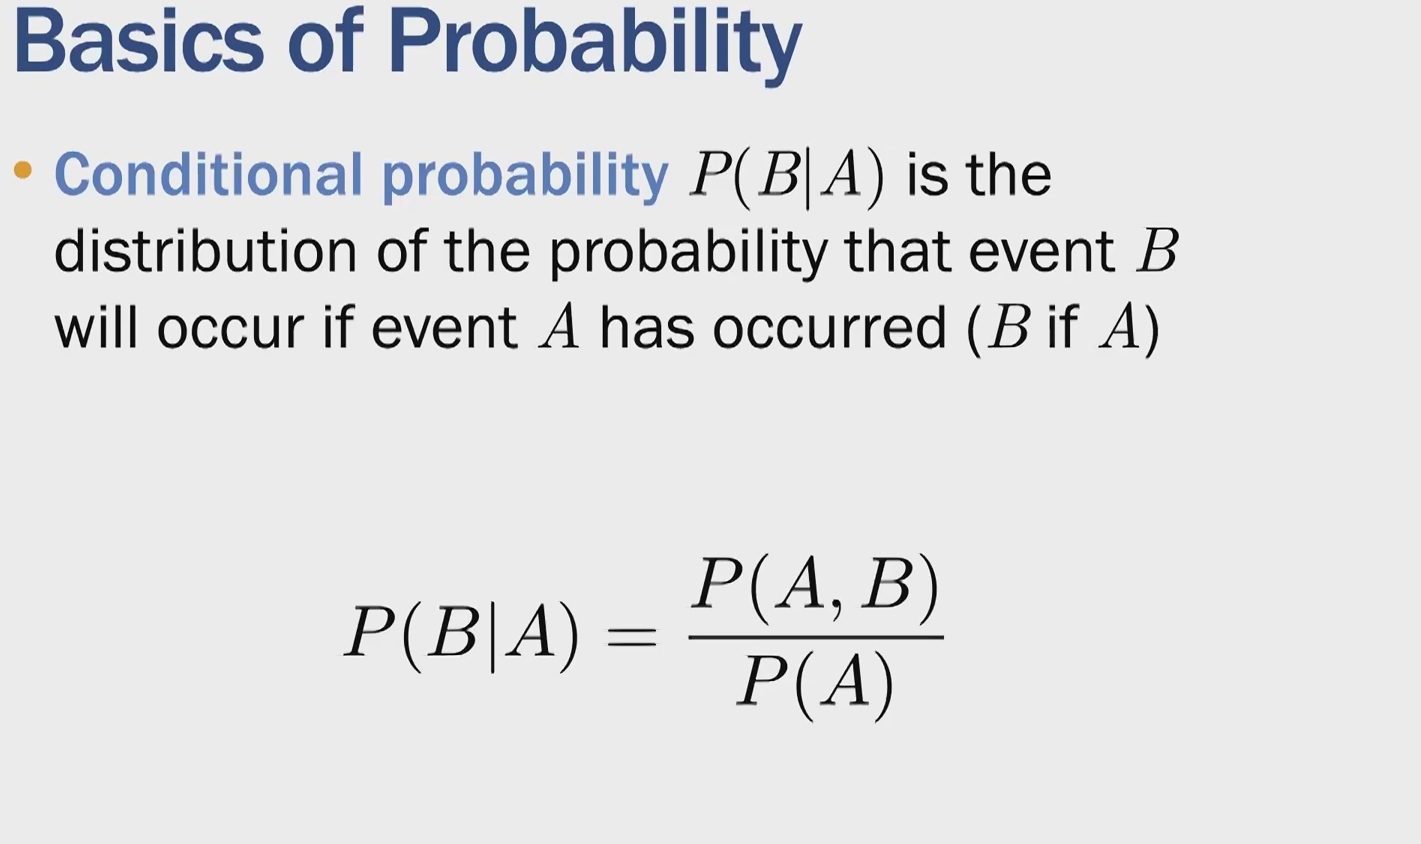 Basics of Probability
• Conditional probability P(B|A) is the
distribution of the probability that event B
will occur if event A has occurred (B if A)
P(B|A) = P(A, B) / P(A)